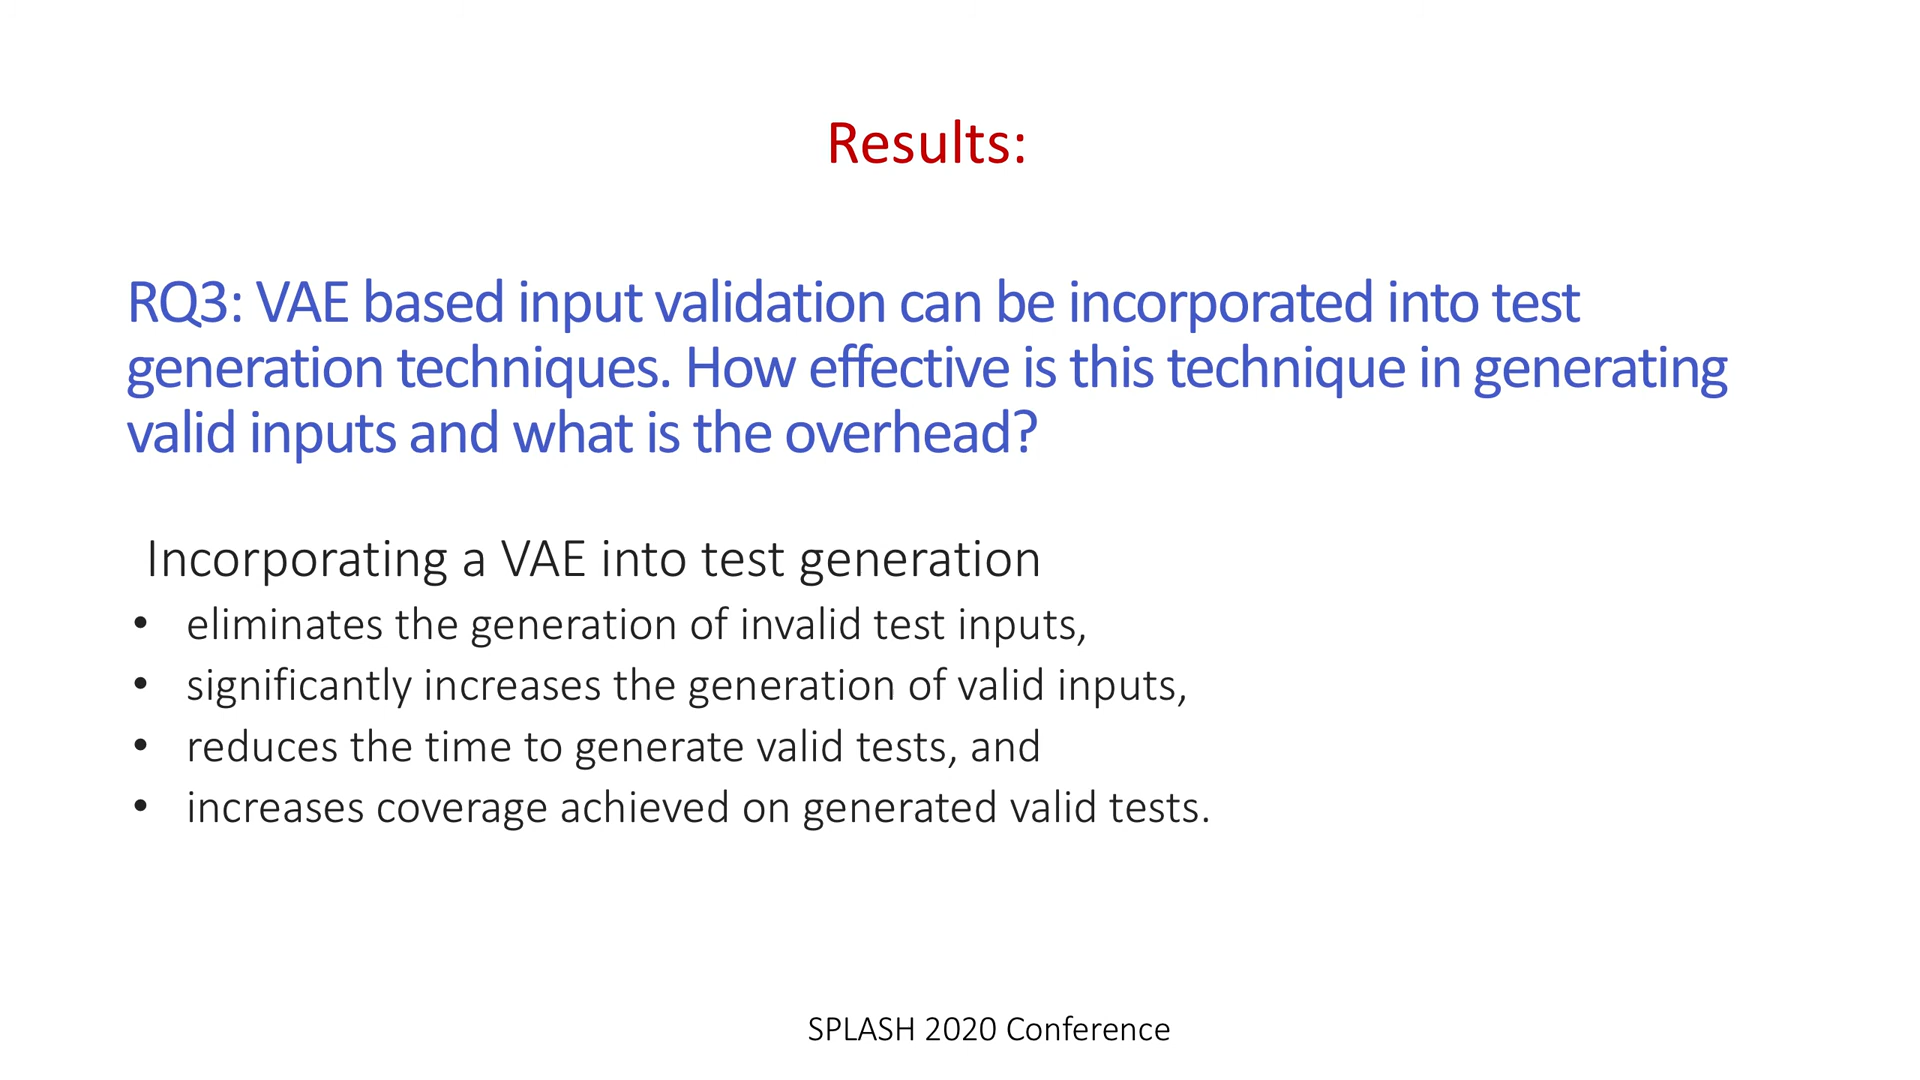 Results:
RQ3: VAE based input validation can be incorporated into test
generation techniques. How effective is this technique in generating
valid inputs and what is the overhead?
Incorporating a VAE into test generation
• eliminates the generation of invalid test inputs,
• significantly increases the generation of valid inputs,
• reduces the time to generate valid tests, and
• increases coverage achieved on generated valid tests.
SPLASH 2020 Conference